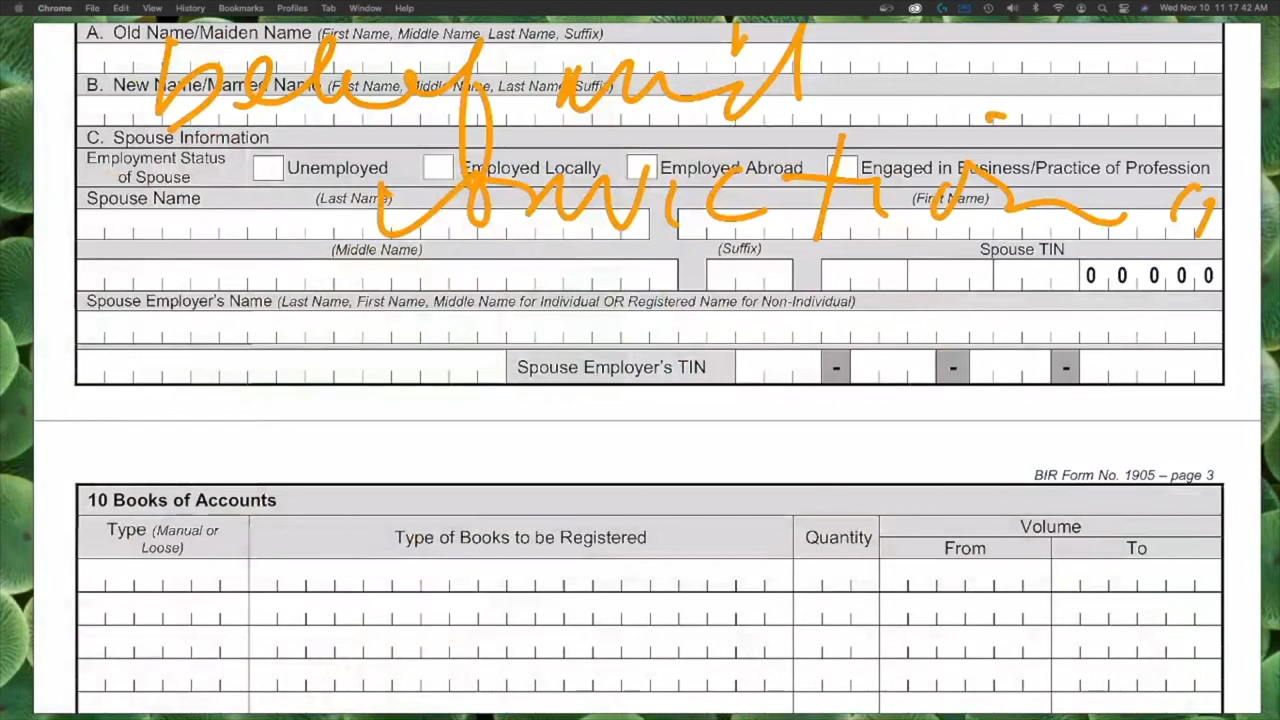 Chrome File Edit View History Bookmarks Profiles Tab Window Help Wed Nov 10 11:17:42 AM
A. Old Name/Maiden Name (First Name, Middle Name, Last Name, Suffix)
belief and
B. New Name/Married Name (First Name, Middle Name, Last Name, Suffix)
C. Spouse Information
Employment Status of Spouse Unemployed Employed Locally Employed Abroad Engaged in Business/Practice of Profession
conviction
Spouse Name (Last Name) (First Name)
(Middle Name) (Suffix) Spouse TIN
0 0 0 0 0
Spouse Employer's Name (Last Name, First Name, Middle Name for Individual OR Registered Name for Non-Individual)
Spouse Employer's TIN - - -
BIR Form No. 1905 – page 3
10 Books of Accounts
Type (Manual or Loose) Type of Books to be Registered Quantity Volume
From To